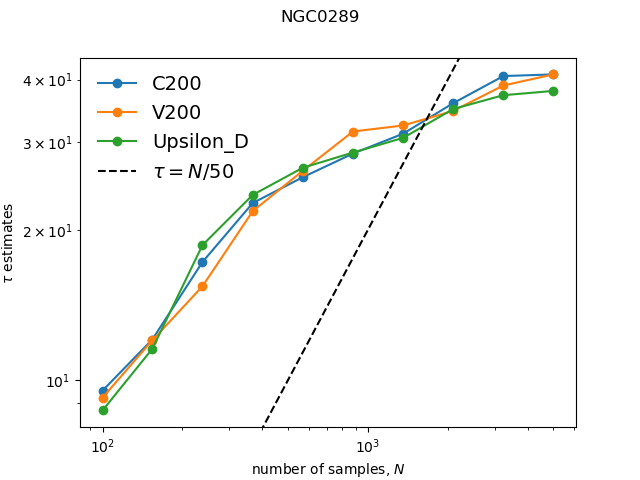 NGC0289
C200
V200
Upsilon_D
τ = N/50
4 × 10¹
3 × 10¹
2 × 10¹
10¹
τ estimates
10² 10³
number of samples, N